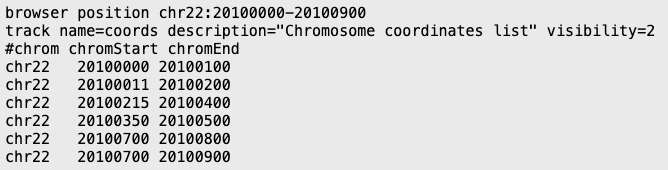 browser position chr22:20100000-20100900
track name=coords description="Chromosome coordinates list" visibility=2
#chrom chromStart chromEnd
chr22   20100000 20100100
chr22   20100011 20100200
chr22   20100215 20100400
chr22   20100350 20100500
chr22   20100700 20100800
chr22   20100700 20100900